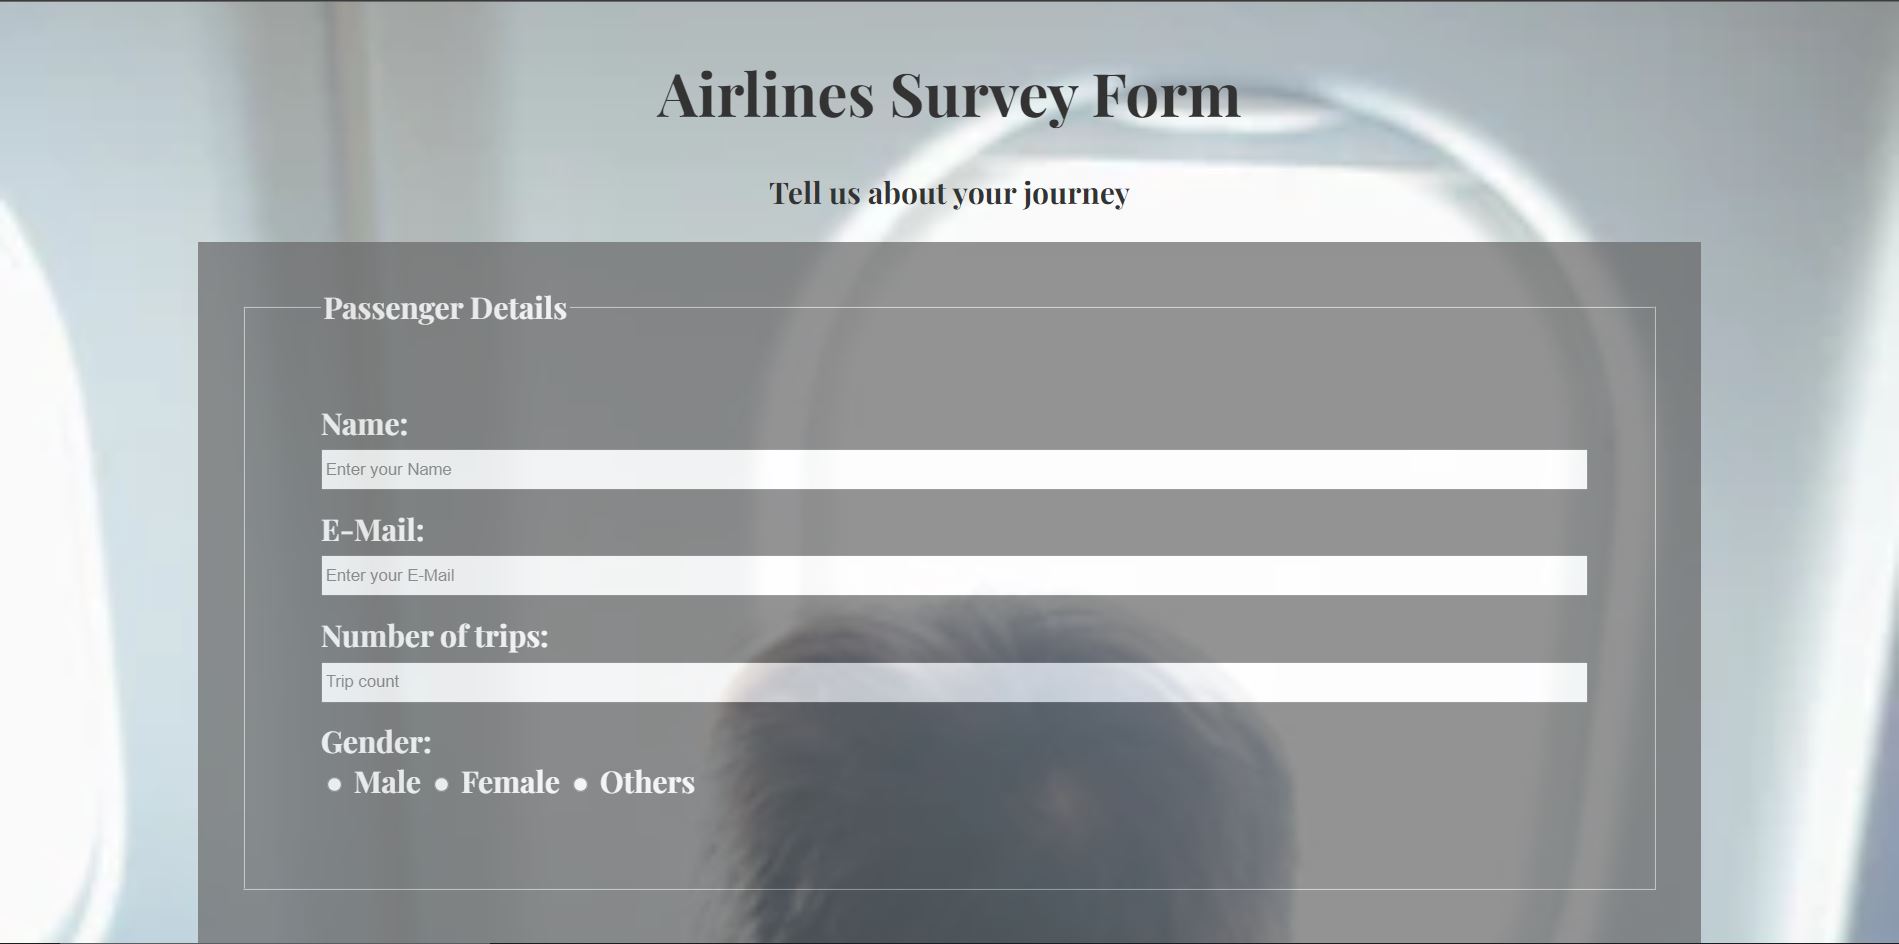 Airlines Survey Form
Tell us about your journey
Passenger Details
Name:
Enter your Name
E-Mail:
Enter your E-Mail
Number of trips:
Trip count
Gender:
Male Female Others